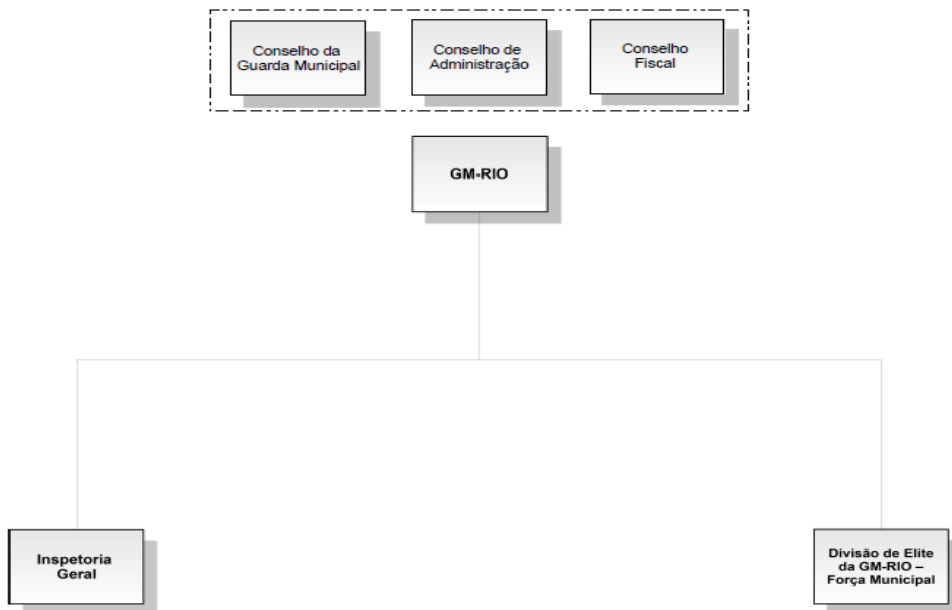 Conselho da
Guarda Municipal
Conselho de
Administração
Conselho
Fiscal
GM-RIO
Inspetoria
Geral
Divisão de Elite
da GM-RIO –
Força Municipal